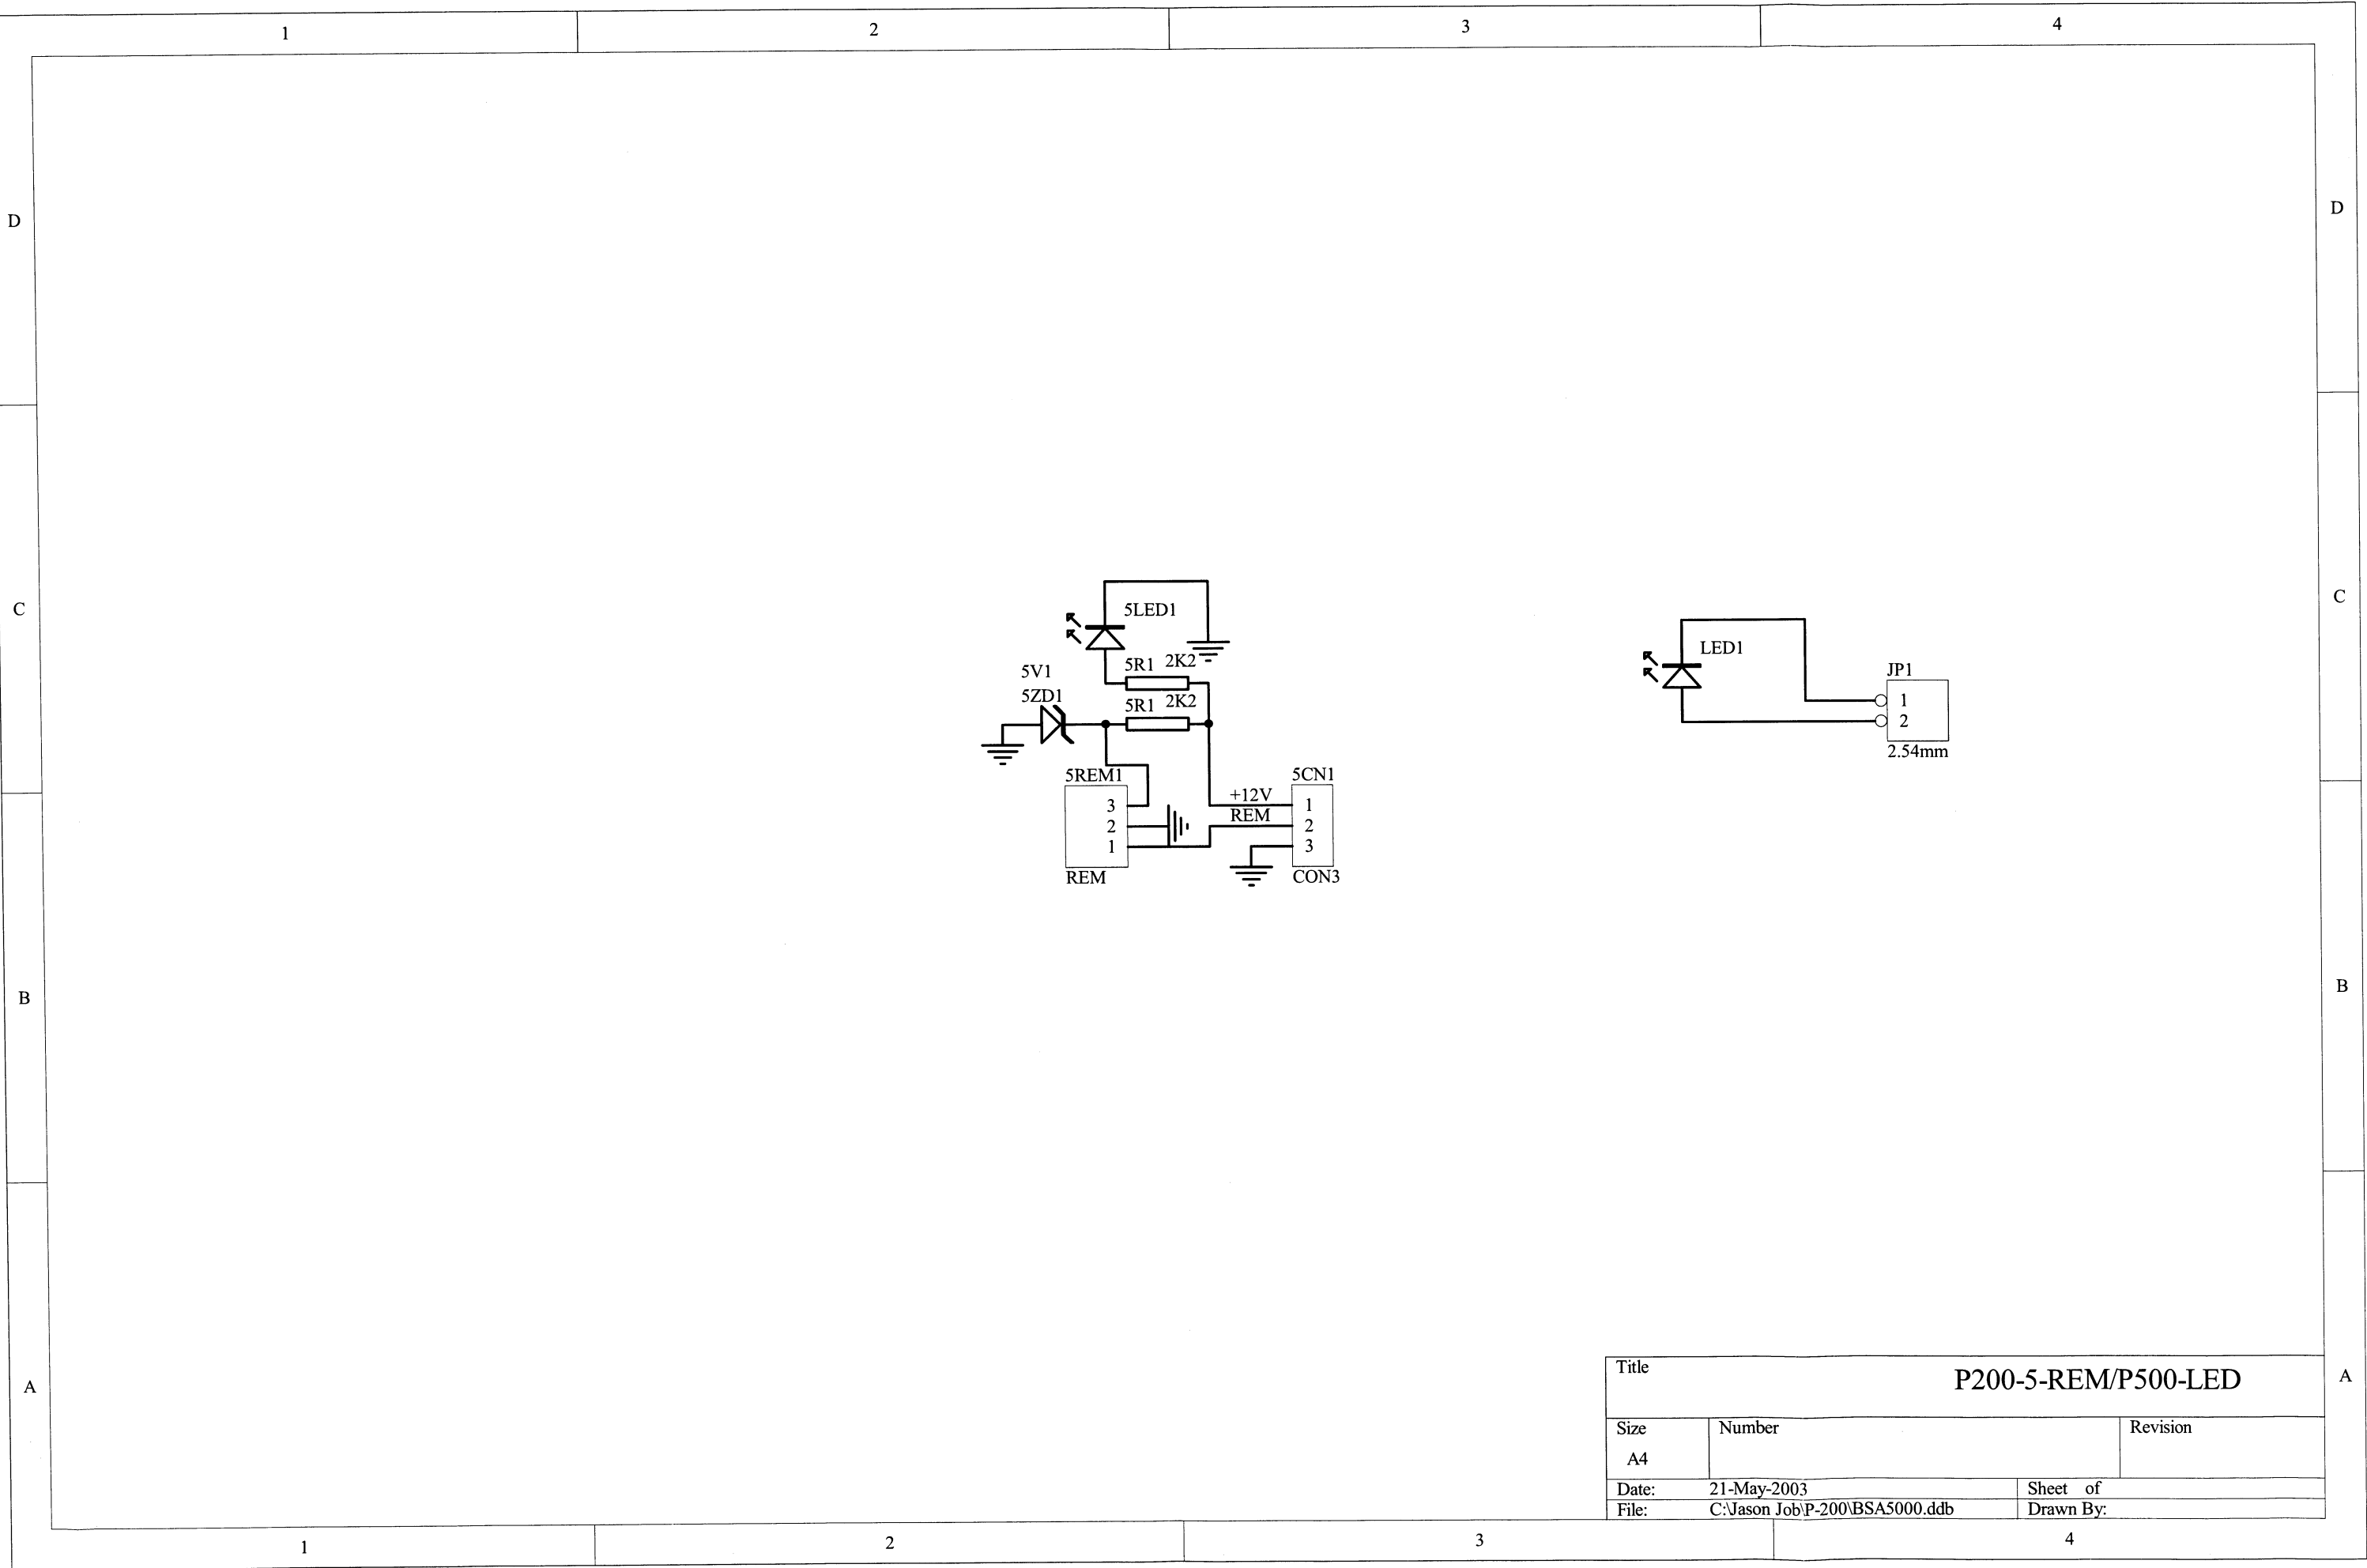 1 2 3 4
D D
C C
B B
A A
5LED1
5R1 2K2
5V1
5ZD1
5R1 2K2
5REM1
3
2
1
REM
+12V
REM
5CN1
1
2
3
CON3
LED1
JP1
1
2
2.54mm
Title
P200-5-REM/P500-LED
Size
A4
Number
Revision
Date: 21-May-2003
Sheet of
File: C:\Jason Job\P-200\BSA5000.ddb
Drawn By:
1 2 3 4